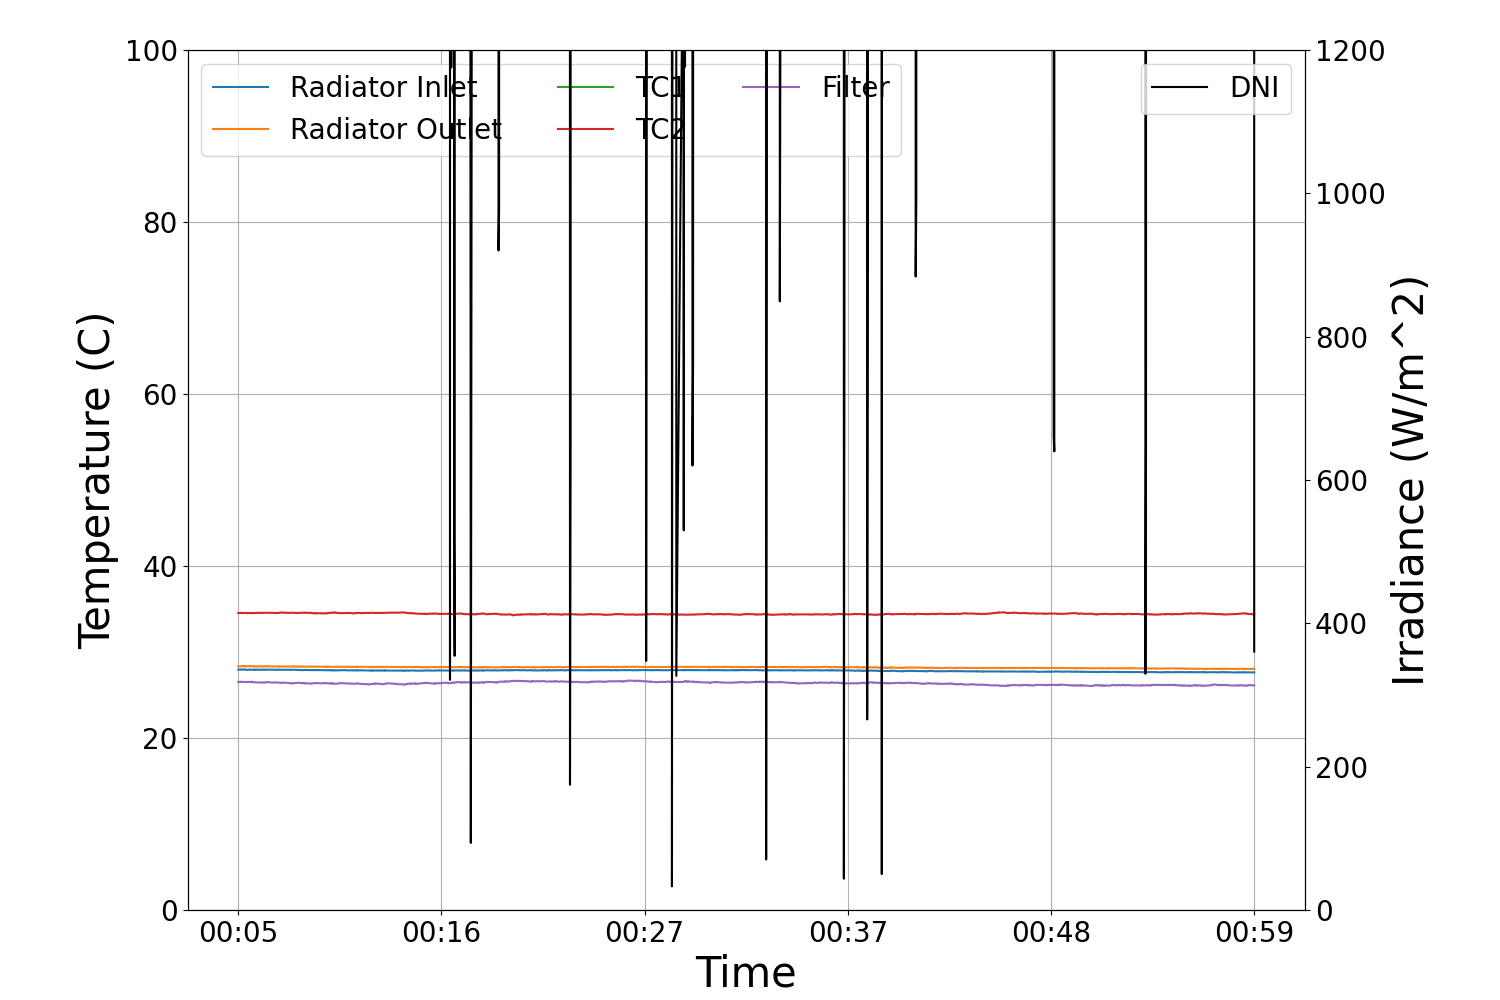 100
80
60
40
20
0
Temperature (C)
Radiator Inlet
Radiator Outlet
TC1
TC2
Filter
DNI
1200
1000
800
600
400
200
0
Irradiance (W/m^2)
00:05 00:16 00:27 00:37 00:48 00:59
Time